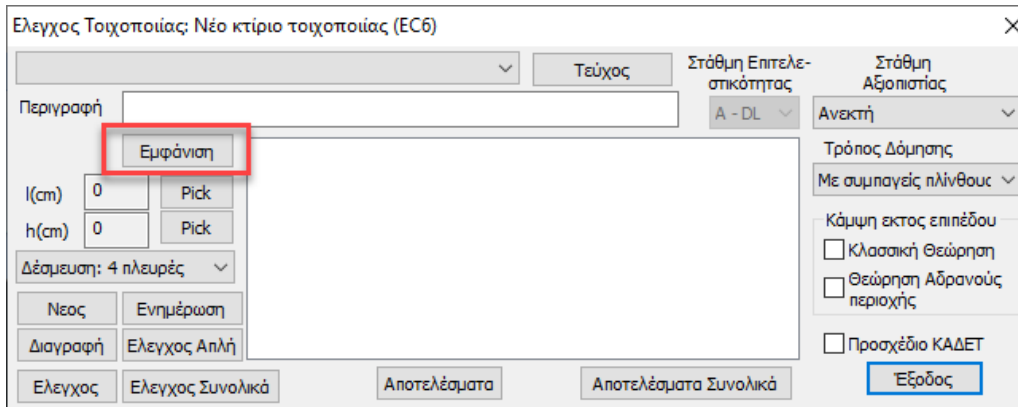 Ελεγχος Τοιχοποιίας: Νέο κτίριο τοιχοποιίας (EC6)
Τεύχος
Στάθμη Επιτελε-
στικότητας
Στάθμη
Αξιοπιστίας
Περιγραφή
A - DL
Ανεκτή
Εμφάνιση
Τρόπος Δόμησης
l(cm) 0 Pick
Με συμπαγείς πλίνθους
h(cm) 0 Pick
Κάμψη εκτος επιπέδου
Κλασσική Θεώρηση
Δέσμευση: 4 πλευρές
Θεώρηση Αδρανούς
περιοχής
Νεος Ενημέρωση
Διαγραφή Ελεγχος Απλή
Προσχέδιο ΚΑΔΕΤ
Ελεγχος Ελεγχος Συνολικά Αποτελέσματα Αποτελέσματα Συνολικά Έξοδος